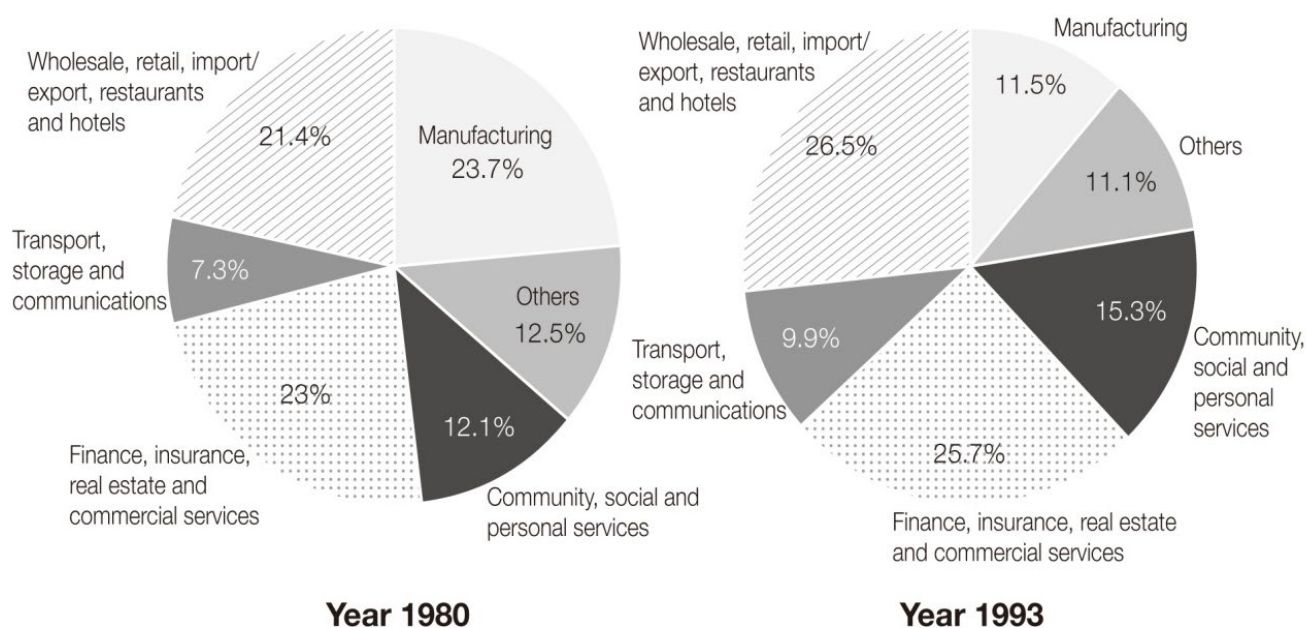 Wholesale, retail, import/
export, restaurants
and hotels
21.4%
Manufacturing
23.7%
Transport,
storage and
communications
7.3%
Others
12.5%
23%
12.1%
Finance, insurance,
real estate and
commercial services
Community, social and
personal services
Year 1980
Wholesale, retail, import/
export, restaurants
and hotels
26.5%
Manufacturing
11.5%
Others
11.1%
15.3%
Community,
social and
personal
services
Transport,
storage and
communications
9.9%
25.7%
Finance, insurance, real estate
and commercial services
Year 1993